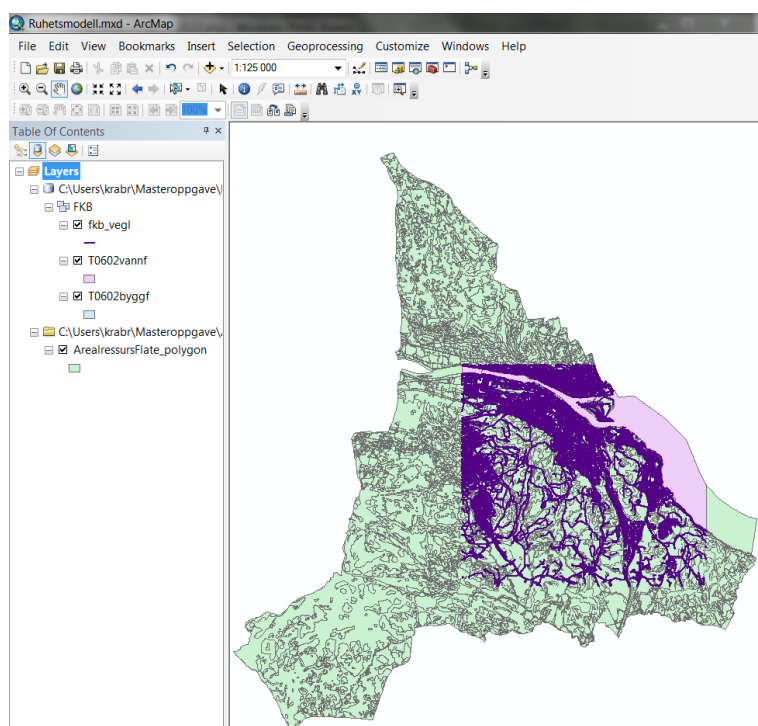 Ruhetsmodell.mxd - ArcMap
File Edit View Bookmarks Insert Selection Geoprocessing Customize Windows Help
1:125 000
100%
Table Of Contents
Layers
C:\Users\krabr\Masteroppgave\
FKB
fkb_vegl
T0602vannf
T0602byggf
C:\Users\krabr\Masteroppgave\
ArealressursFlate_polygon